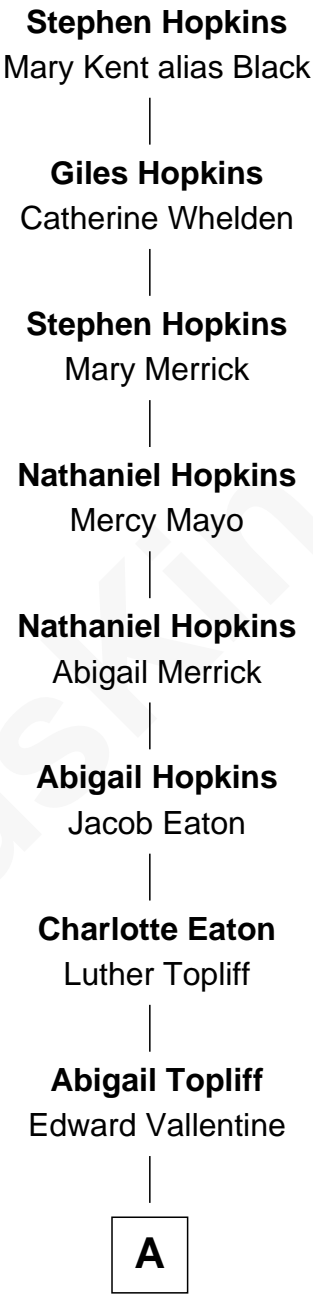 Stephen Hopkins
Mary Kent alias Black
Giles Hopkins
Catherine Whelden
Stephen Hopkins
Mary Merrick
Nathaniel Hopkins
Mercy Mayo
Nathaniel Hopkins
Abigail Merrick
Abigail Hopkins
Jacob Eaton
Charlotte Eaton
Luther Topliff
Abigail Topliff
Edward Vallentine
A